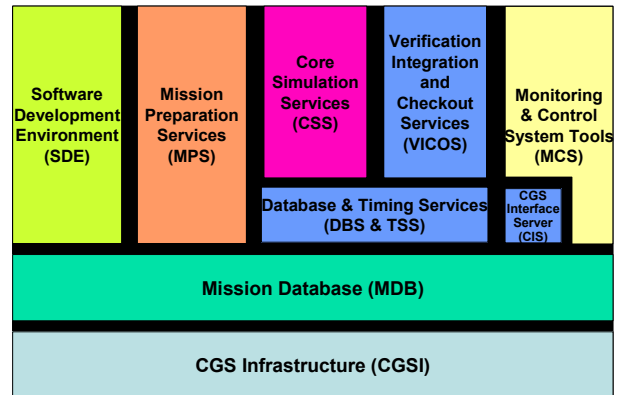 Software
Development
Environment
(SDE)
Mission
Preparation
Services
(MPS)
Core
Simulation
Services
(CSS)
Verification
Integration
and
Checkout
Services
(VICOS)
Monitoring
& Control
System Tools
(MCS)
Database & Timing Services
(DBS & TSS)
CGS
Interface
Server
(CIS)
Mission Database (MDB)
CGS Infrastructure (CGSI)